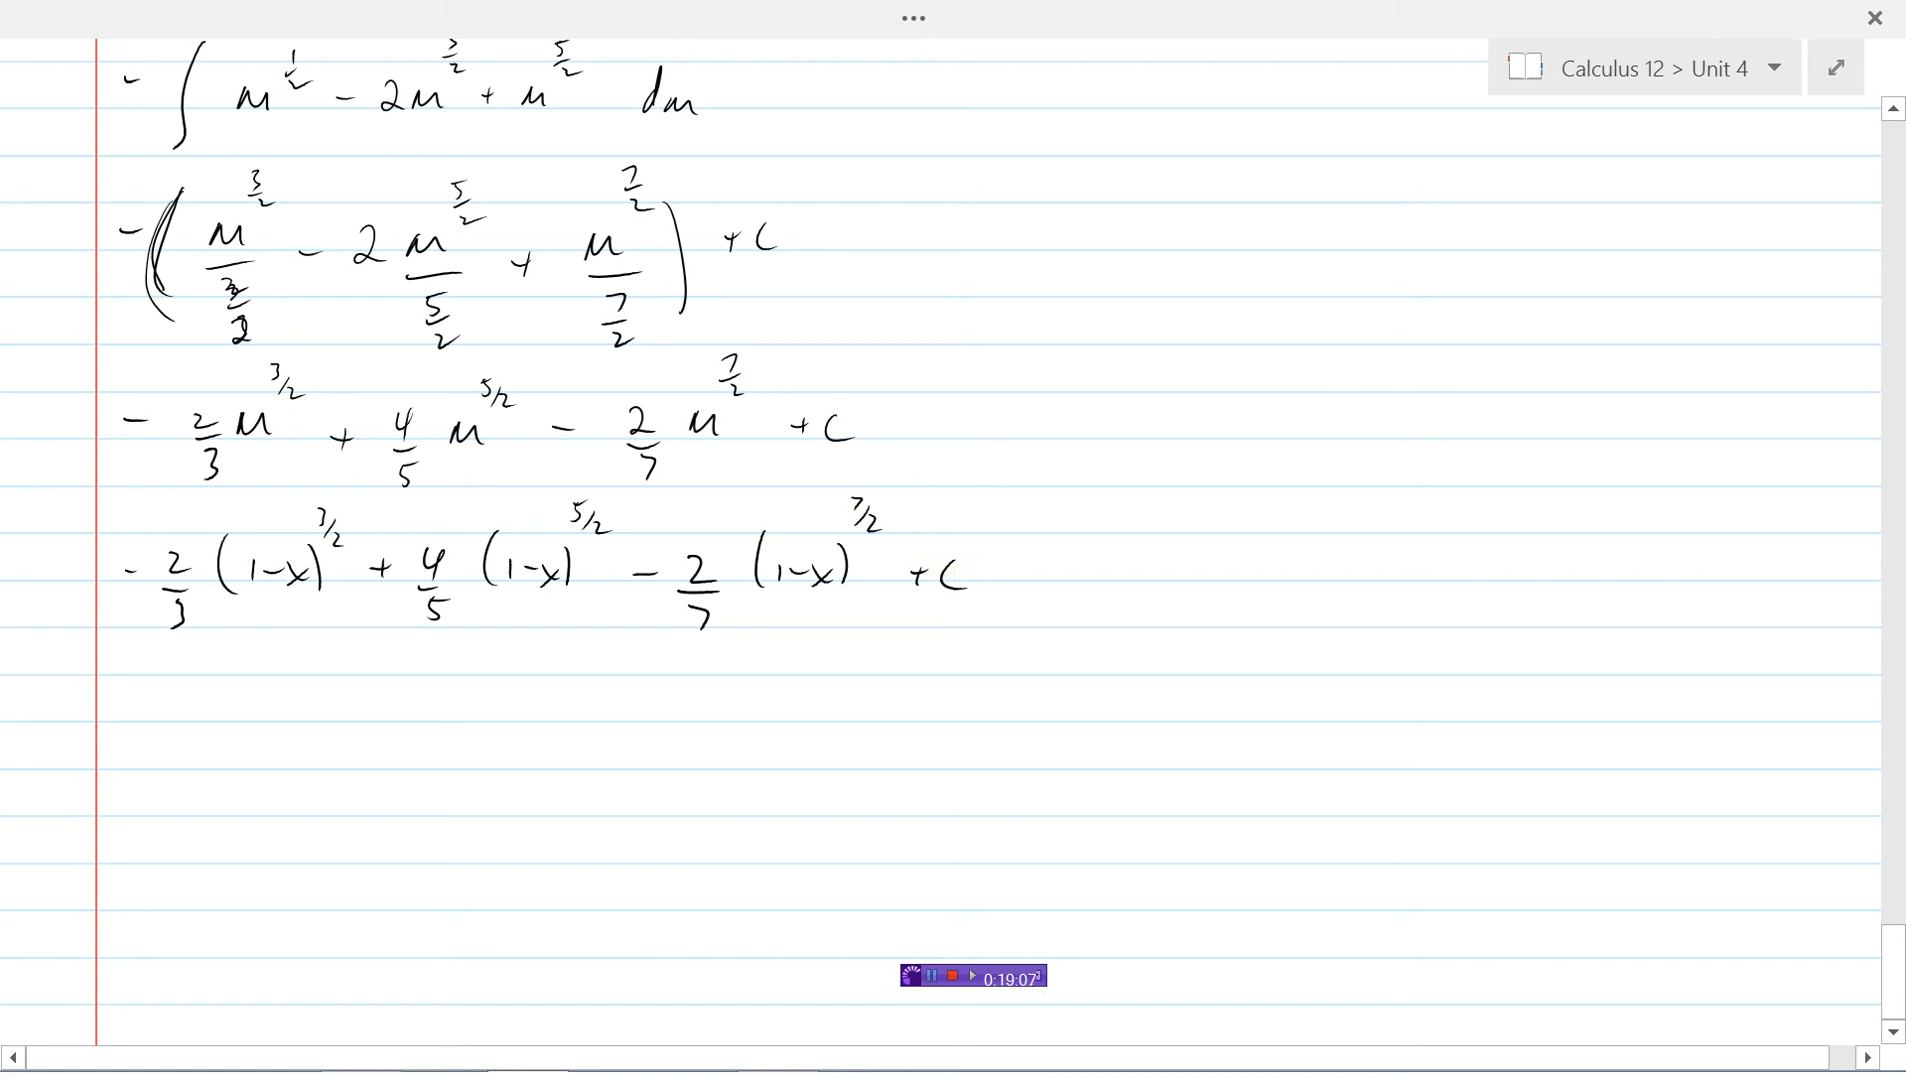 Calculus 12 > Unit 4
- ∫ u^{1/2} - 2u^{3/2} + u^{5/2} du
- ( u^{3/2} / (3/2) - 2 u^{5/2} / (5/2) + u^{7/2} / (7/2) ) + C
- 2/3 u^{3/2} + 4/5 u^{5/2} - 2/7 u^{7/2} + C
- 2/3 (1-x)^{3/2} + 4/5 (1-x)^{5/2} - 2/7 (1-x)^{7/2} + C
0:19:07